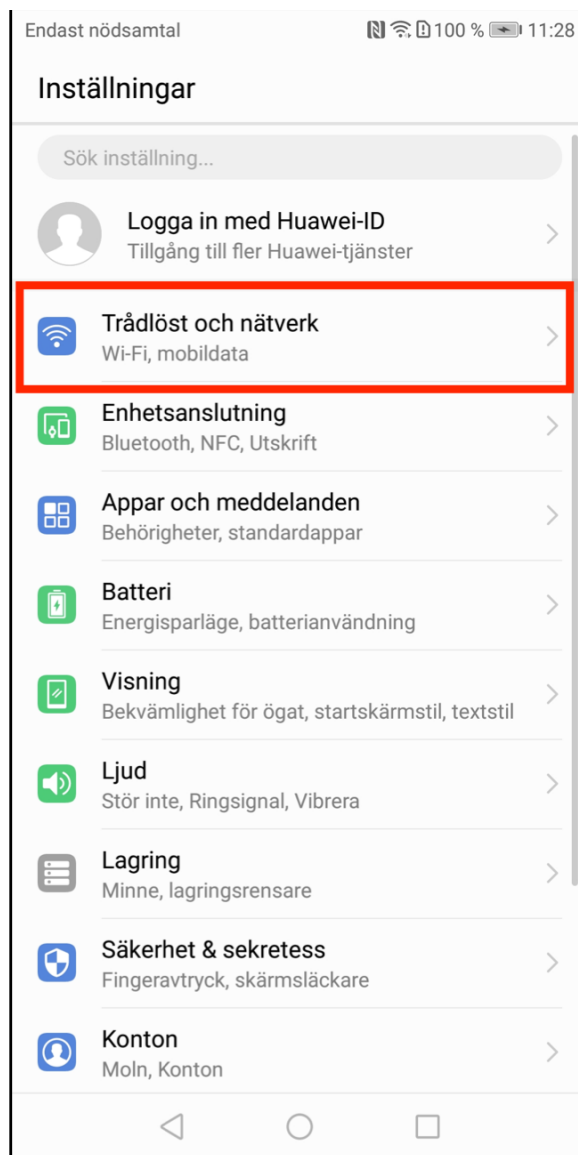 Endast nödsamtal 100 % 11:28
Inställningar
Sök inställning...
Logga in med Huawei-ID
Tillgång till fler Huawei-tjänster
Trådlöst och nätverk
Wi-Fi, mobildata
Enhetsanslutning
Bluetooth, NFC, Utskrift
Appar och meddelanden
Behörigheter, standardappar
Batteri
Energisparläge, batterianvändning
Visning
Bekvämlighet för ögat, startskärmstil, textstil
Ljud
Stör inte, Ringsignal, Vibrera
Lagring
Minne, lagringsrensare
Säkerhet & sekretess
Fingeravtryck, skärmsläckare
Konton
Moln, Konton